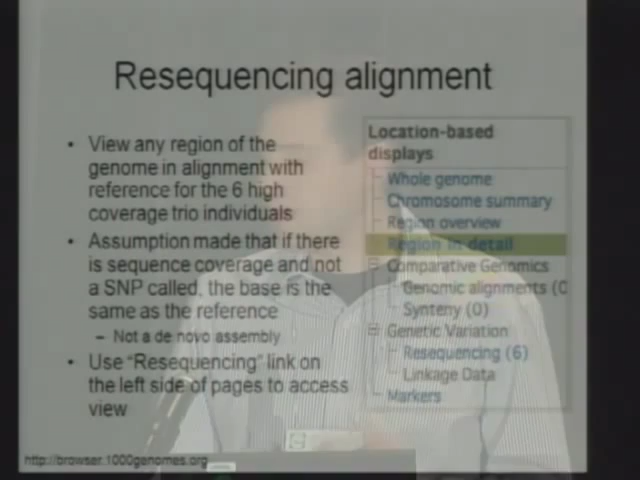 Resequencing alignment
• View any region of the
genome in alignment with
reference for the 6 high
coverage trio individuals
• Assumption made that if there
is sequence coverage and not
a SNP called, the base is the
same as the reference
– Not a de novo assembly
• Use "Resequencing" link on
the left side of pages to access
view
Location-based
displays
Whole genome
Chromosome summary
Region overview
Region in detail
Comparative Genomics
Genomic alignments (0
Synteny (0)
Genetic Variation
Resequencing (6)
Linkage Data
Markers
http://browser.1000genomes.org